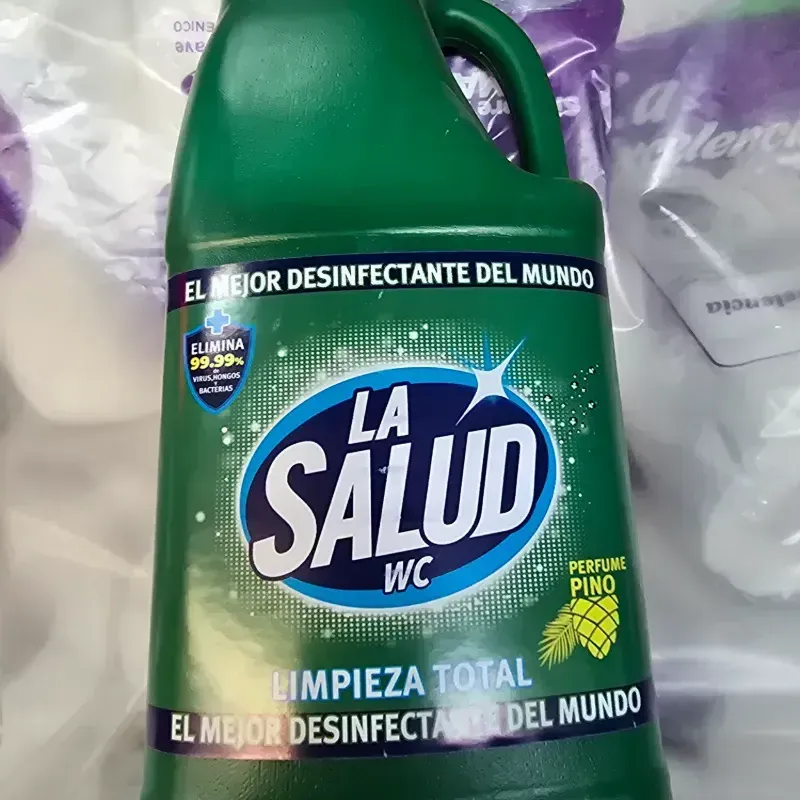 EL MEJOR DESINFECTANTE DEL MUNDO
ELIMINA
99.99%
de
VIRUS, HONGOS
Y
BACTERIAS
LA
SALUD
WC
PERFUME
PINO
LIMPIEZA TOTAL
EL MEJOR DESINFECTANTE DEL MUNDO